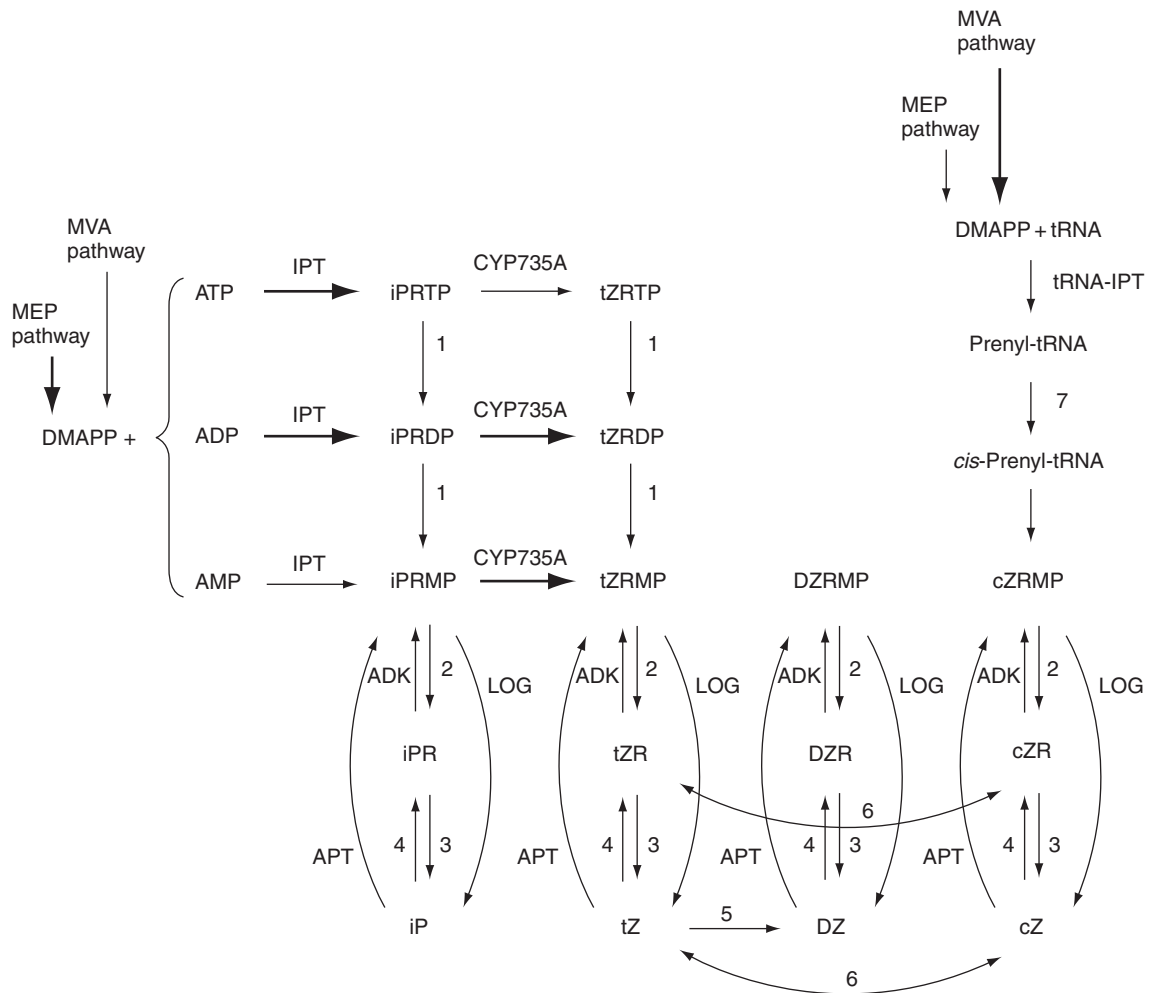 MVA
pathway
MEP
pathway
DMAPP + tRNA
tRNA-IPT
Prenyl-tRNA
7
cis-Prenyl-tRNA
MVA
pathway
MEP
pathway
DMAPP +
ATP IPT iPRTP CYP735A tZRTP
1 1
ADP IPT iPRDP CYP735A tZRDP
1 1
AMP IPT iPRMP CYP735A tZRMP DZRMP cZRMP
ADK 2 LOG ADK 2 LOG ADK 2 LOG ADK 2 LOG
iPR tZR DZR cZR
6
APT 4 3 APT 4 3 APT 4 3 APT 4 3
iP tZ 5 DZ cZ
6